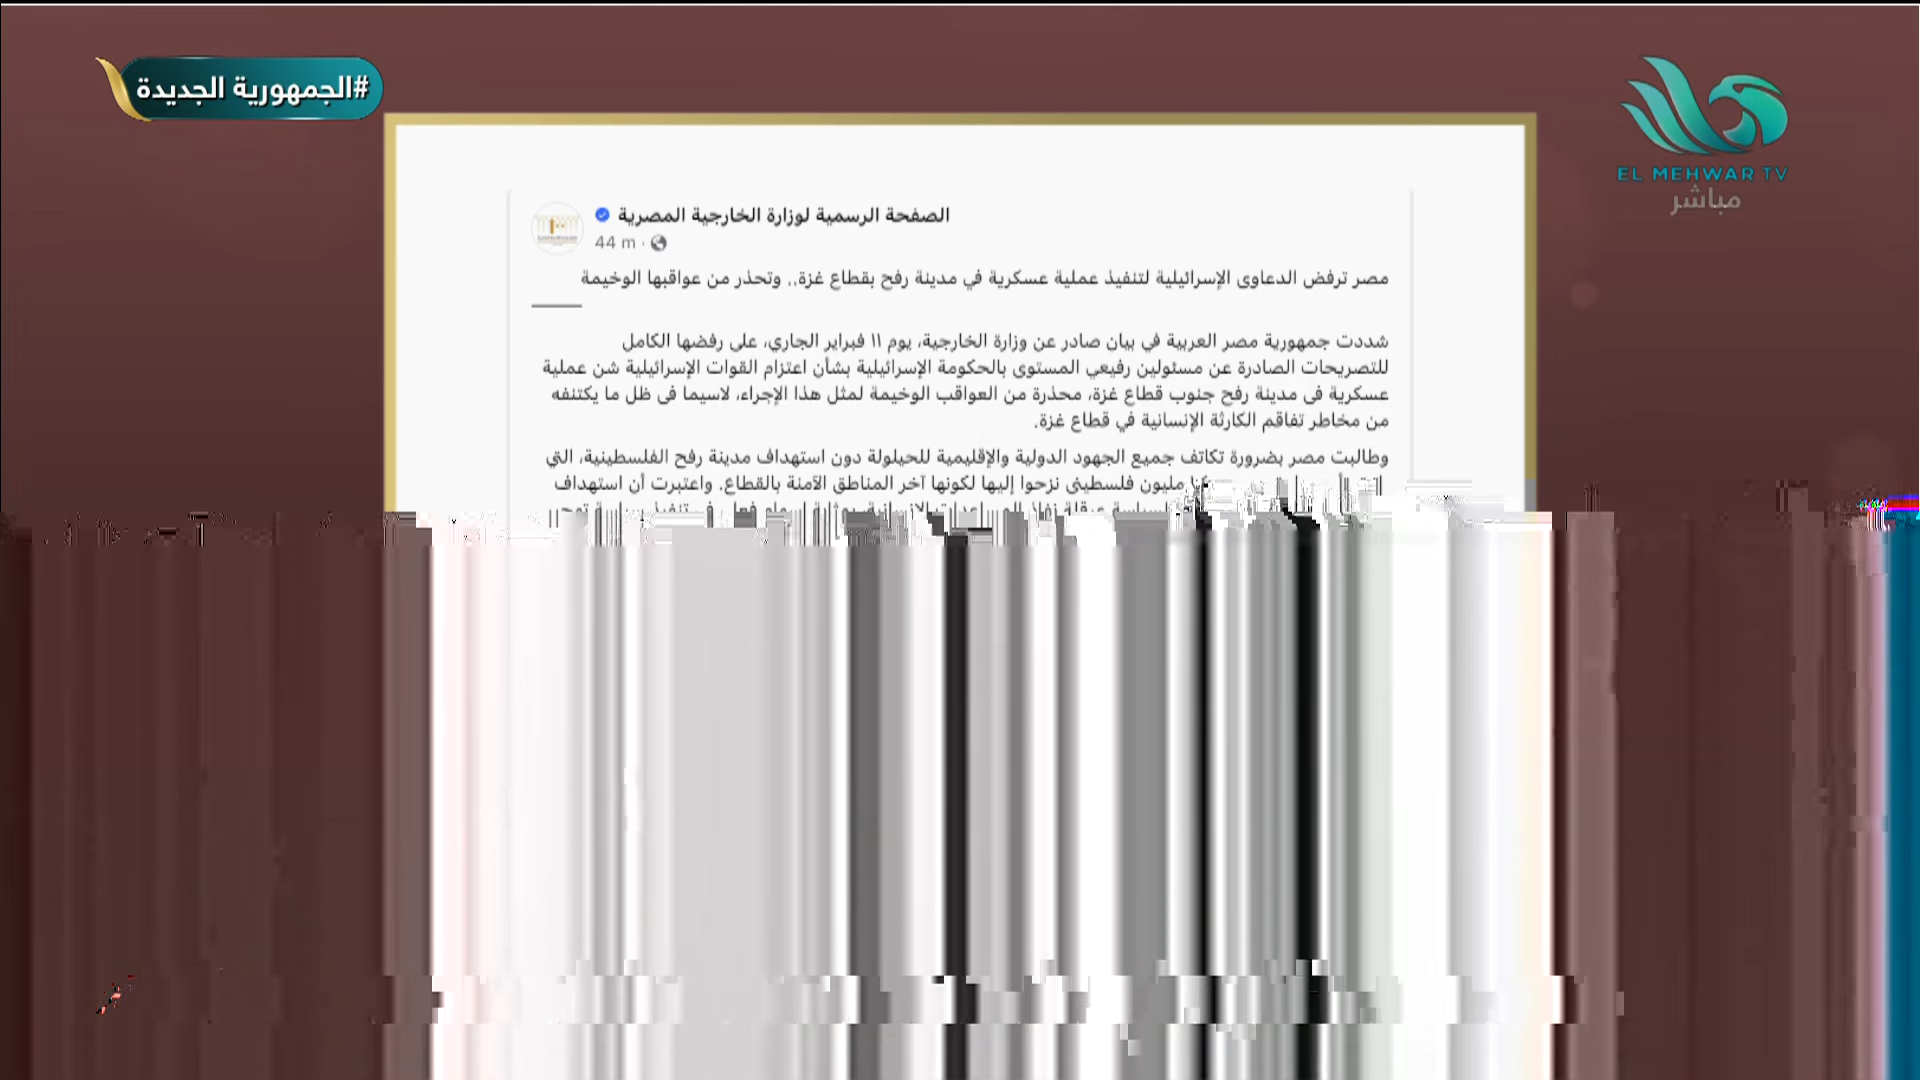 #الجمهورية الجديدة
EL MEHWAR TV
مباشر
الصفحة الرسمية لوزارة الخارجية المصرية
44 m ·
مصر ترفض الدعاوى الإسرائيلية لتنفيذ عملية عسكرية في مدينة رفح بقطاع غزة.. وتحذر من عواقبها الوخيمة
شددت جمهورية مصر العربية في بيان صادر عن وزارة الخارجية، يوم ١١ فبراير الجاري، على رفضها الكامل
للتصريحات الصادرة عن مسئولين رفيعي المستوى بالحكومة الإسرائيلية بشأن اعتزام القوات الإسرائيلية شن عملية
عسكرية فى مدينة رفح جنوب قطاع غزة، محذرة من العواقب الوخيمة لمثل هذا الإجراء، لاسيما فى ظل ما يكتنفه
من مخاطر تفاقم الكارثة الإنسانية في قطاع غزة.
وطالبت مصر بضرورة تكاتف جميع الجهود الدولية والإقليمية للحيلولة دون استهداف مدينة رفح الفلسطينية، التي
مليون فلسطينى نزحوا إليها لكونها آخر المناطق الآمنة بالقطاع. واعتبرت أن استهداف